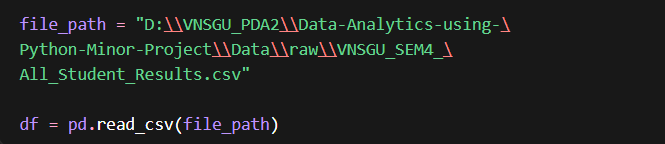 file_path = "D:\\VNSGU_PDA2\\Data-Analytics-using-\
Python-Minor-Project\\Data\\raw\\VNSGU_SEM4_\
All_Student_Results.csv"
df = pd.read_csv(file_path)